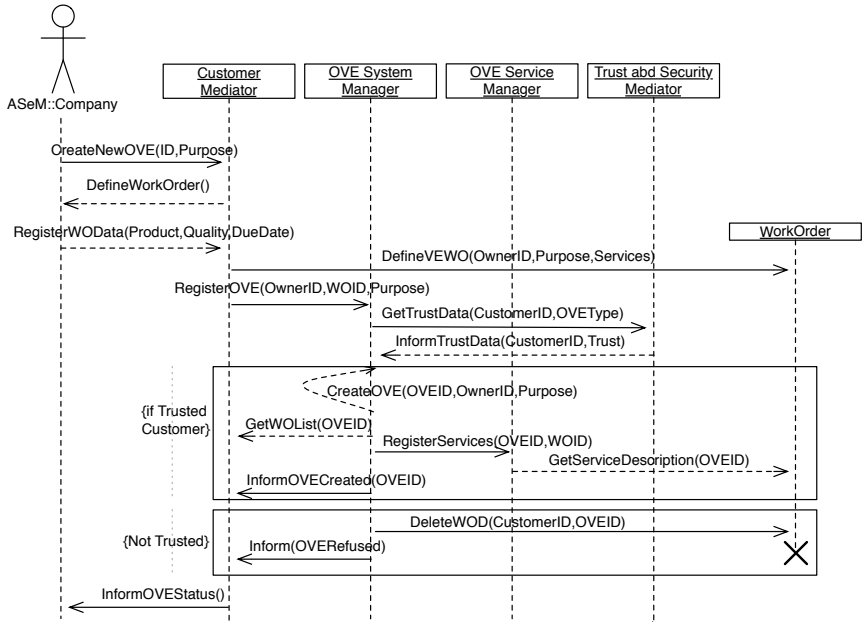 Customer
Mediator
OVE System
Manager
OVE Service
Manager
Trust abd Security
Mediator
ASeM::Company
CreateNewOVE(ID,Purpose)
DefineWorkOrder()
RegisterWOData(Product,Quality,DueDate)
WorkOrder
DefineVEWO(OwnerID,Purpose,Services)
RegisterOVE(OwnerID,WOID,Purpose)
GetTrustData(CustomerID,OVEType)
InformTrustData(CustomerID,Trust)
CreateOVE(OVEID,OwnerID,Purpose)
{if Trusted
Customer}
GetWOList(OVEID)
RegisterServices(OVEID,WOID)
GetServiceDescription(OVEID)
InformOVECreated(OVEID)
DeleteWOD(CustomerID,OVEID)
{Not Trusted}
Inform(OVERefused)
InformOVEStatus()